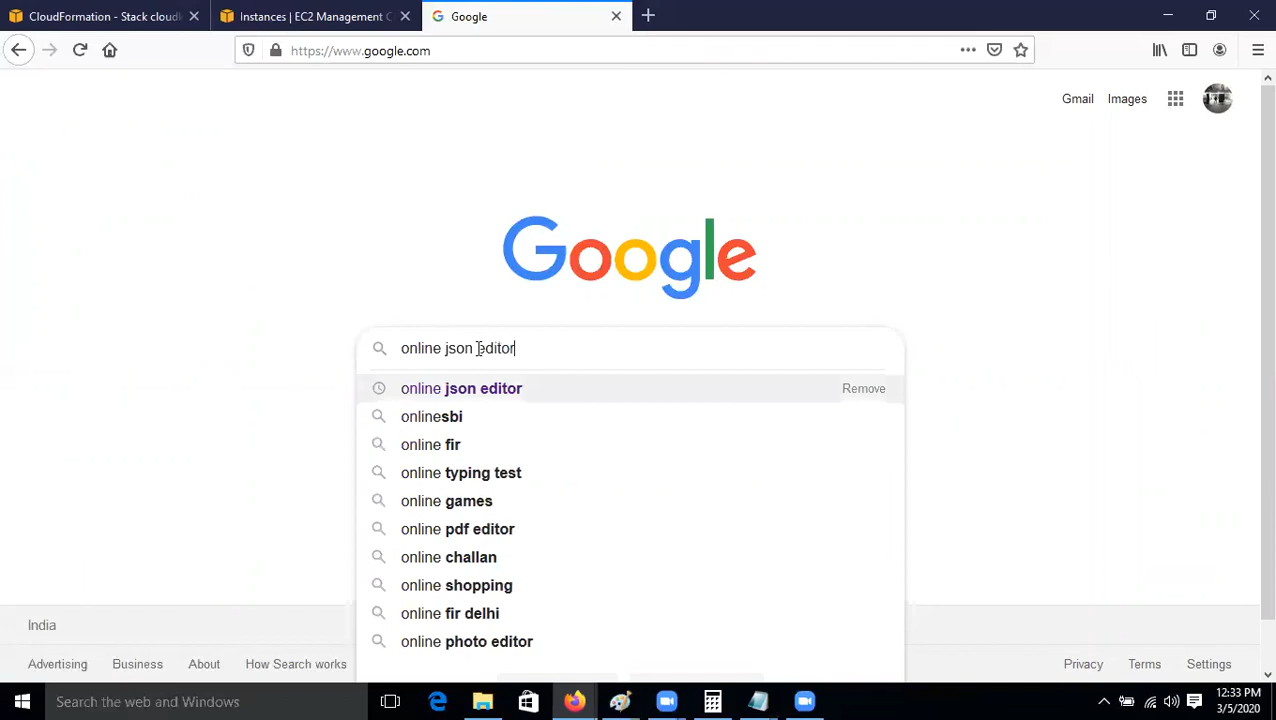 CloudFormation - Stack cloudf
Instances | EC2 Management C
Google
https://www.google.com
Gmail
Images
Google
online json editor
online json editor
Remove
onlinesbi
online fir
online typing test
online games
online pdf editor
online challan
online shopping
online fir delhi
online photo editor
India
Advertising
Business
About
How Search works
Privacy
Terms
Settings
Search the web and Windows
12:33 PM
3/5/2020